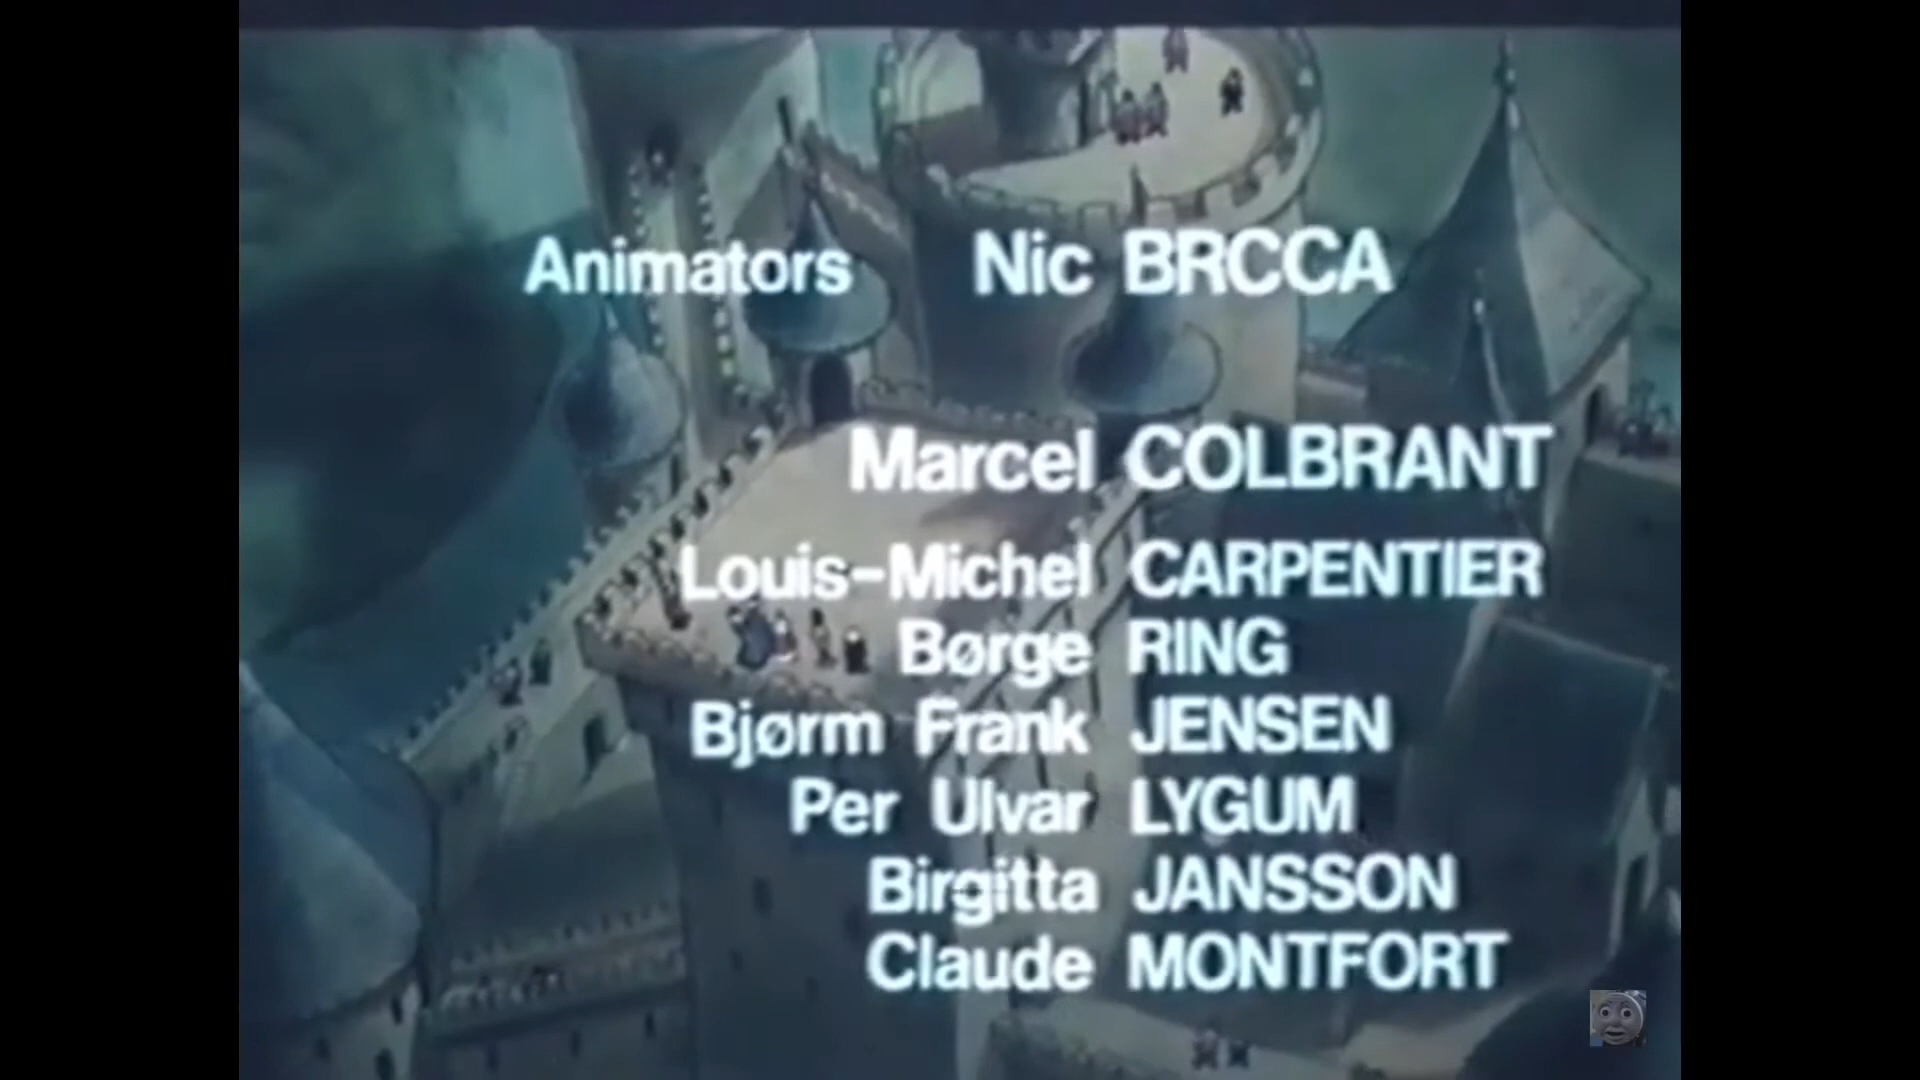 Animators Nic BRCCA
Marcel COLBRANT
Louis-Michel CARPENTIER
Børge RING
Bjørm Frank JENSEN
Per Ulvar LYGUM
Birgitta JANSSON
Claude MONTFORT